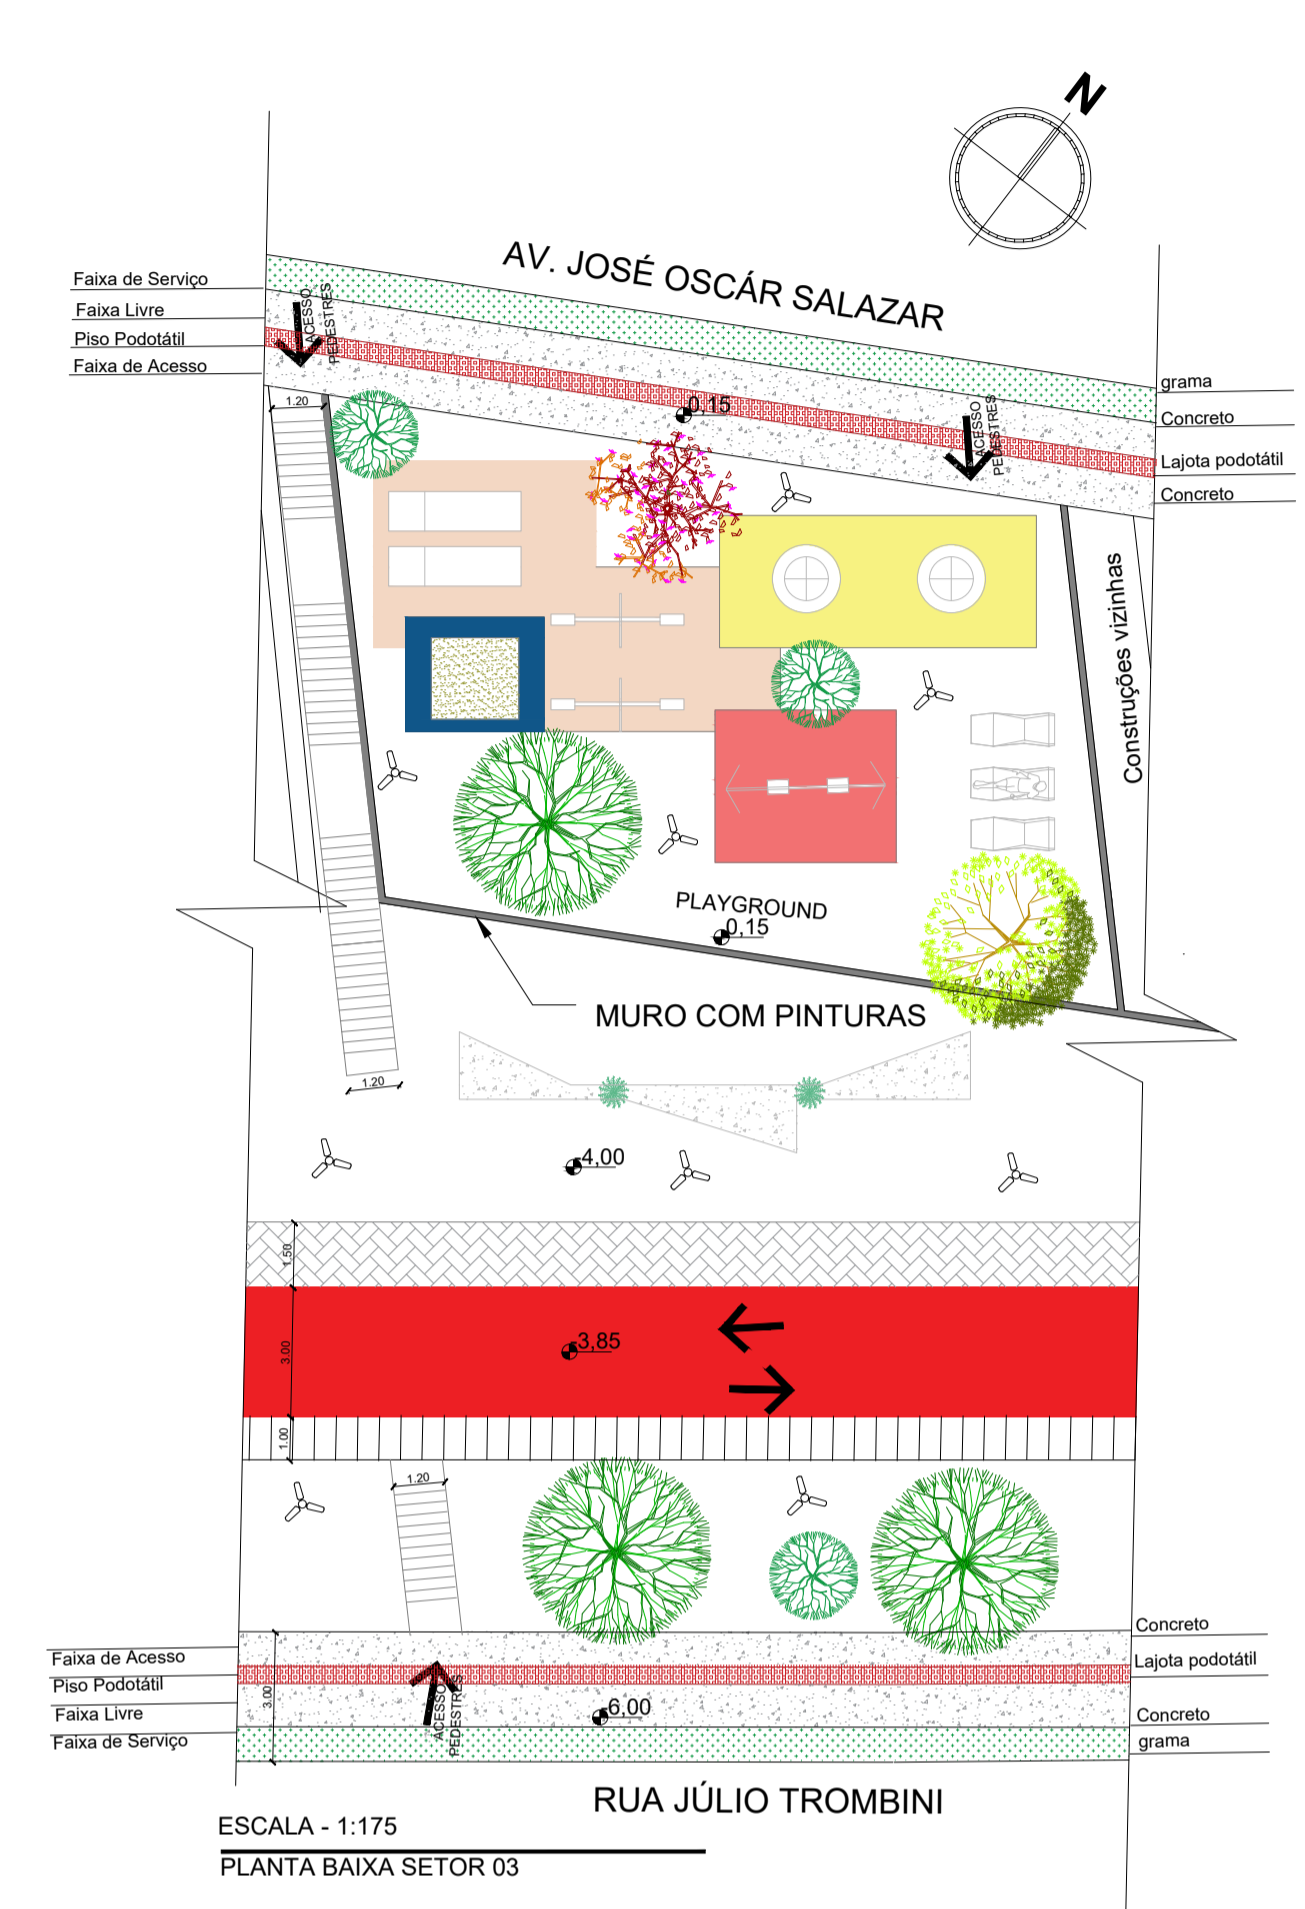 N
AV. JOSÉ OSCÁR SALAZAR
Faixa de Serviço
Faixa Livre
Piso Podotátil
Faixa de Acesso
ACESSO
PEDESTRES
grama
Concreto
Lajota podotátil
Concreto
1.20
0,15
ACESSO
PEDESTRES
Construções vizinhas
PLAYGROUND
0,15
MURO COM PINTURAS
1.20
-4,00
1.50
3.00
-3,85
1.00
1.20
Faixa de Acesso
Piso Podotátil
Faixa Livre
Faixa de Serviço
3.00
ACESSO
PEDESTRES
6,00
Concreto
Lajota podotátil
Concreto
grama
RUA JÚLIO TROMBINI
ESCALA - 1:175
PLANTA BAIXA SETOR 03